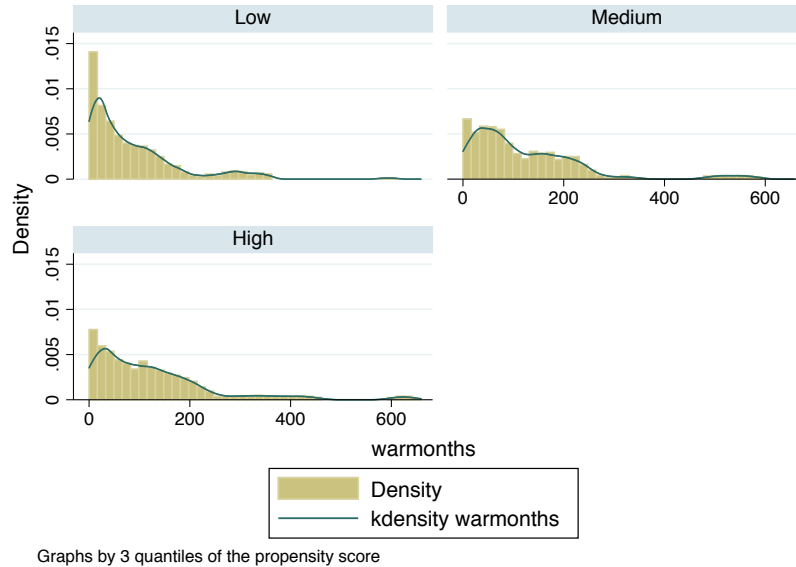 Low
Medium
.015
.01
.005
0
0
200
400
600
Density
High
.015
.01
.005
0
0
200
400
600
warmonths
Density
kdensity warmonths
Graphs by 3 quantiles of the propensity score